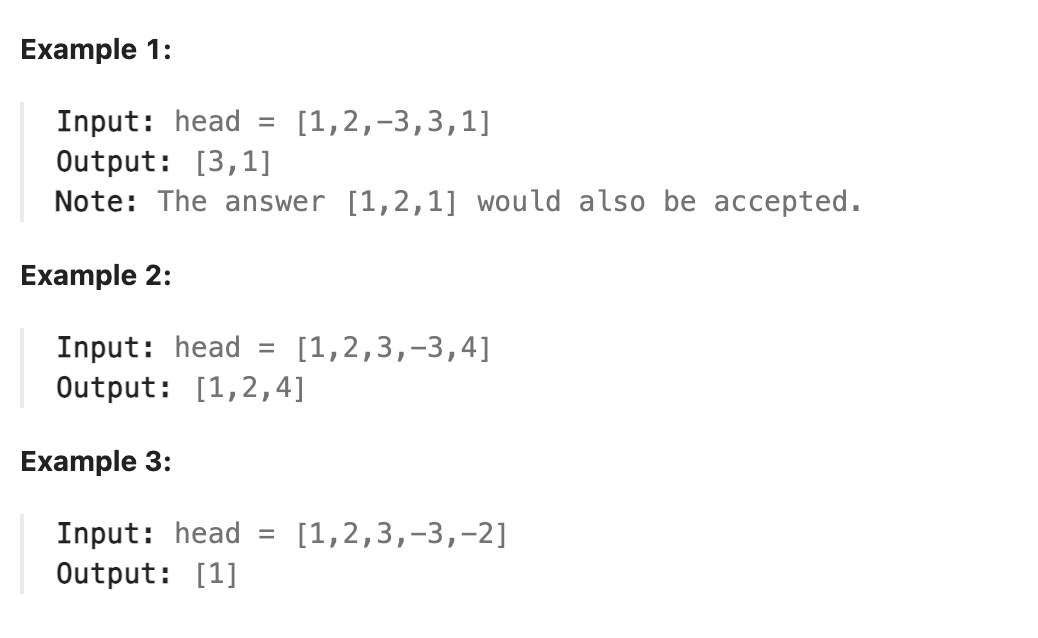 Example 1:
Input: head = [1,2,-3,3,1]
Output: [3,1]
Note: The answer [1,2,1] would also be accepted.
Example 2:
Input: head = [1,2,3,-3,4]
Output: [1,2,4]
Example 3:
Input: head = [1,2,3,-3,-2]
Output: [1]